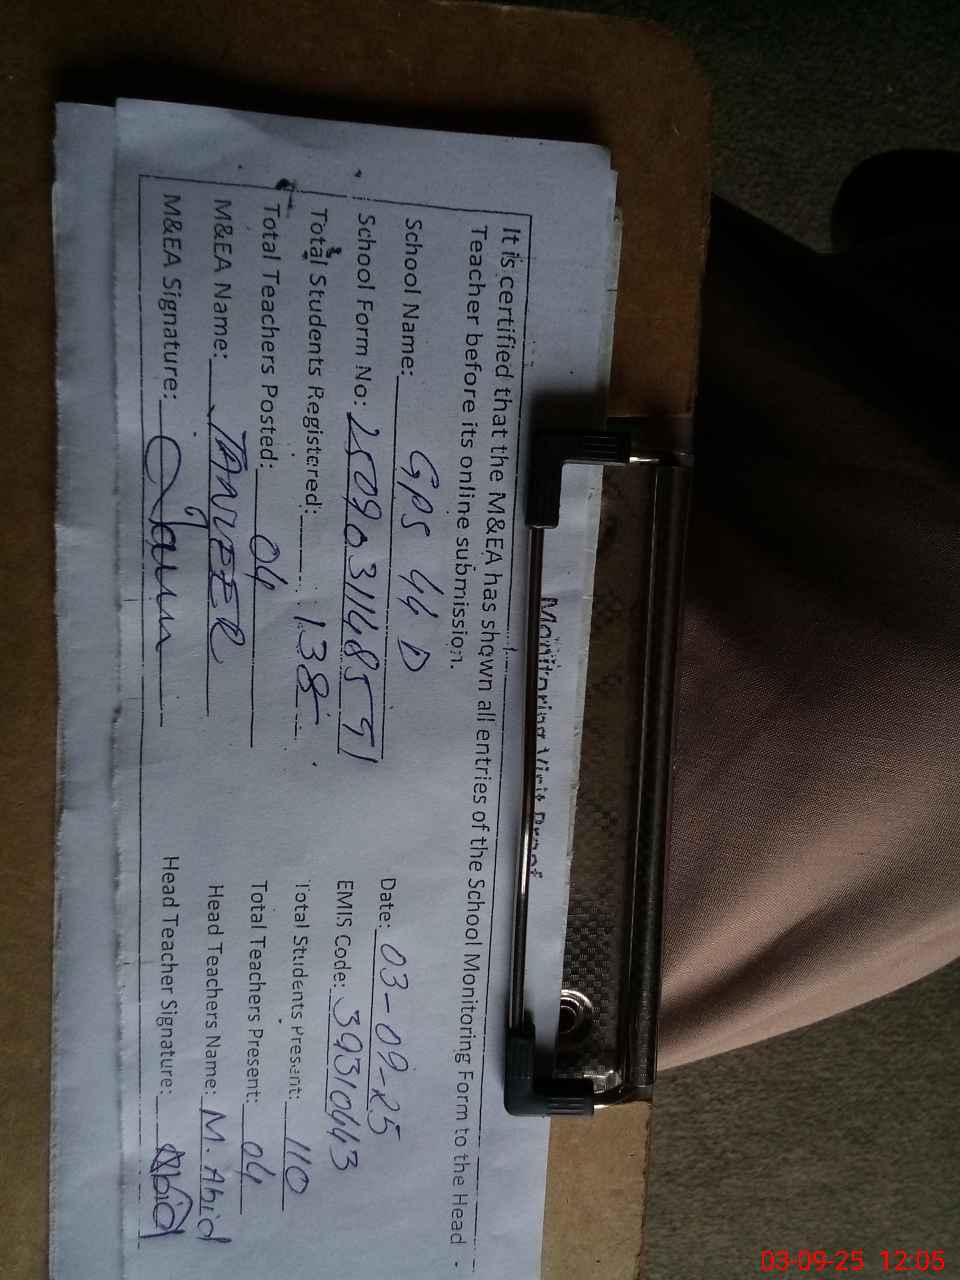 Monitoring Visit Proof
It is certified that the M&EA has shown all entries of the School Monitoring Form to the Head
Teacher before its online submission.
School Name: GPS 44 D Date: 03-09-25
School Form No: 2509031148551 EMIS Code: 39310443
Total Students Registered: 138 Total Students Present: 110
Total Teachers Posted: 04 Total Teachers Present: 04
M&EA Name: TANVEER Head Teachers Name: M. Abid
M&EA Signature: Head Teacher Signature: Abid
03-09-25 12:05